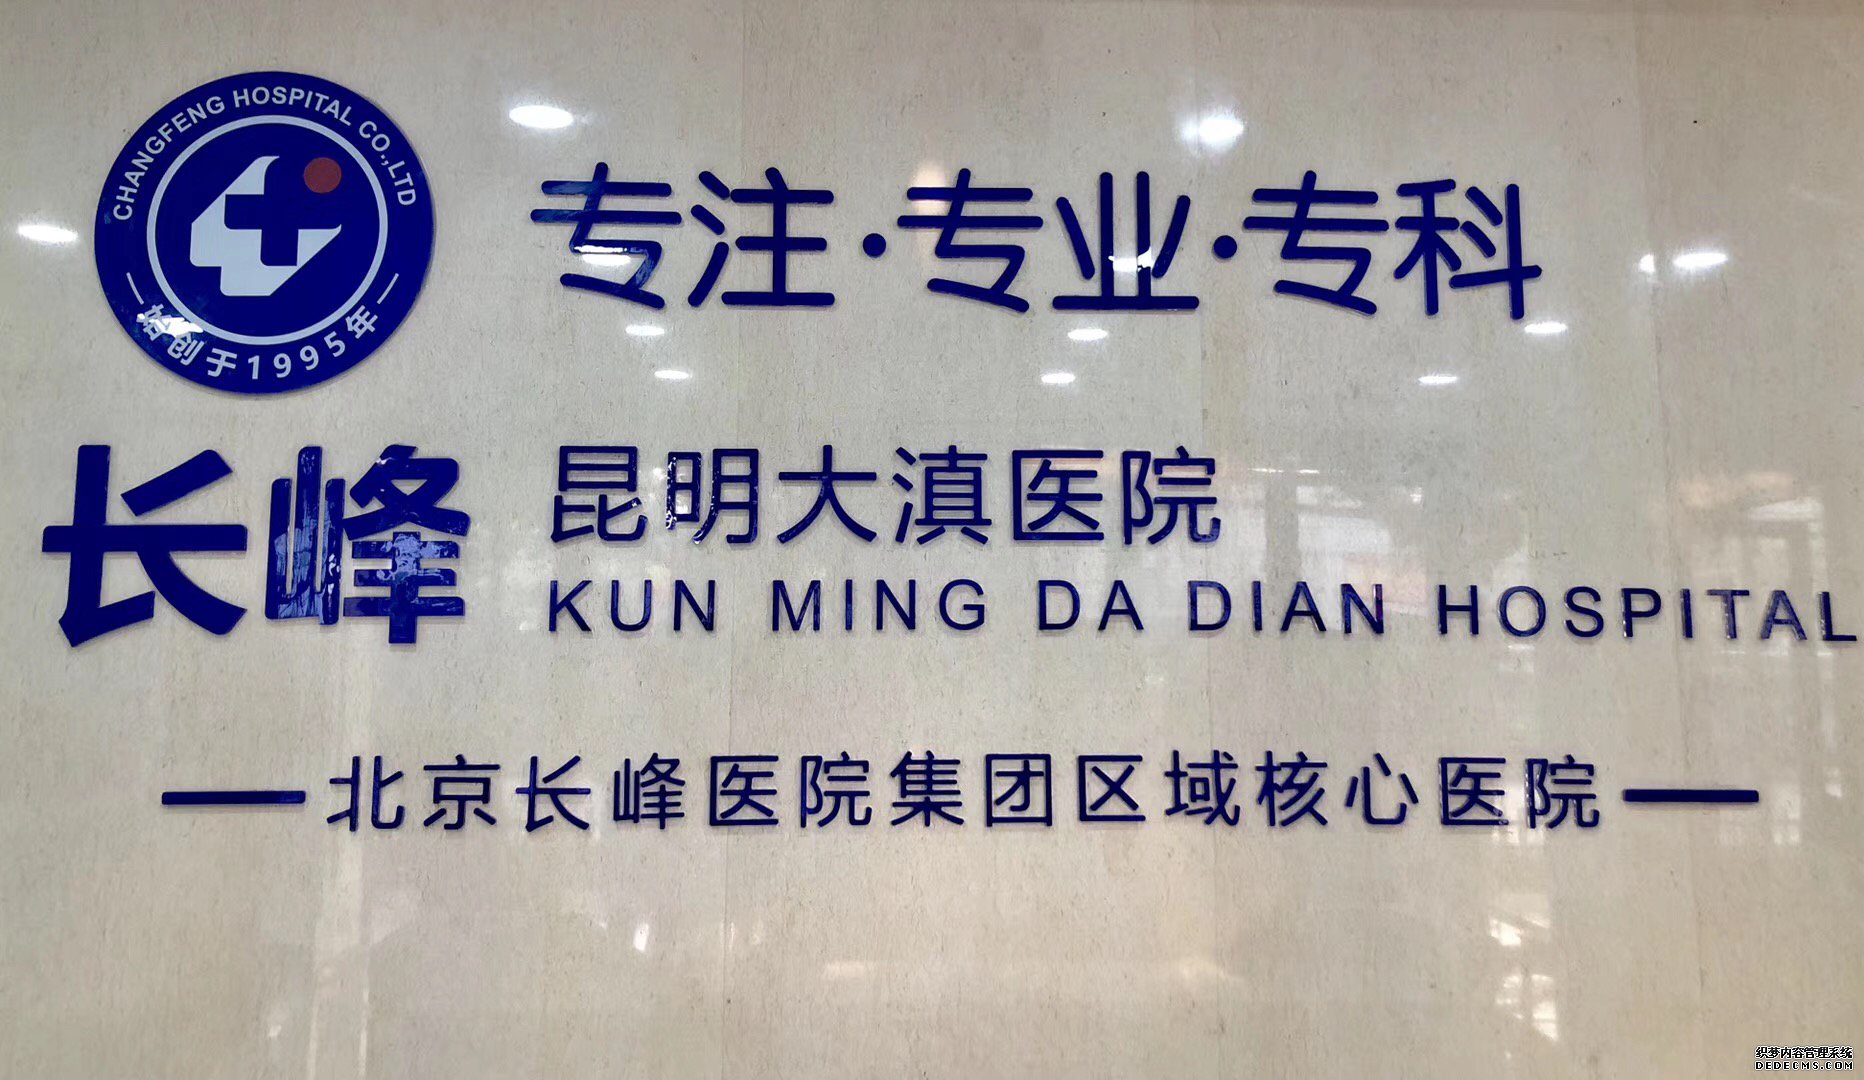 CHANGFENG HOSPITAL CO.,LTD
始创于1995年
专注·专业·专科
长峰
昆明大滇医院
KUN MING DA DIAN HOSPITAL
北京长峰医院集团区域核心医院
织梦内容管理系统
DEDECMS.COM